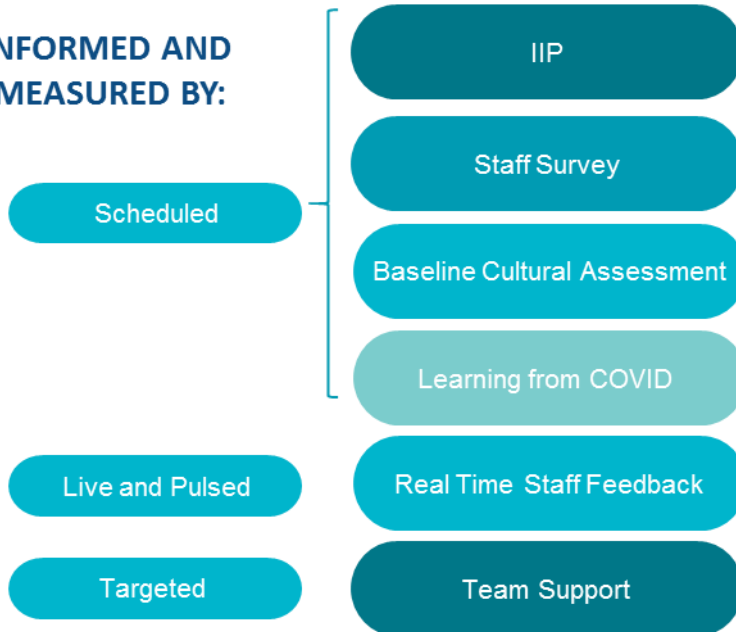 NFORMED AND
MEASURED BY:
IIP
Staff Survey
Scheduled
Baseline Cultural Assessment
Learning from COVID
Live and Pulsed
Real Time Staff Feedback
Targeted
Team Support